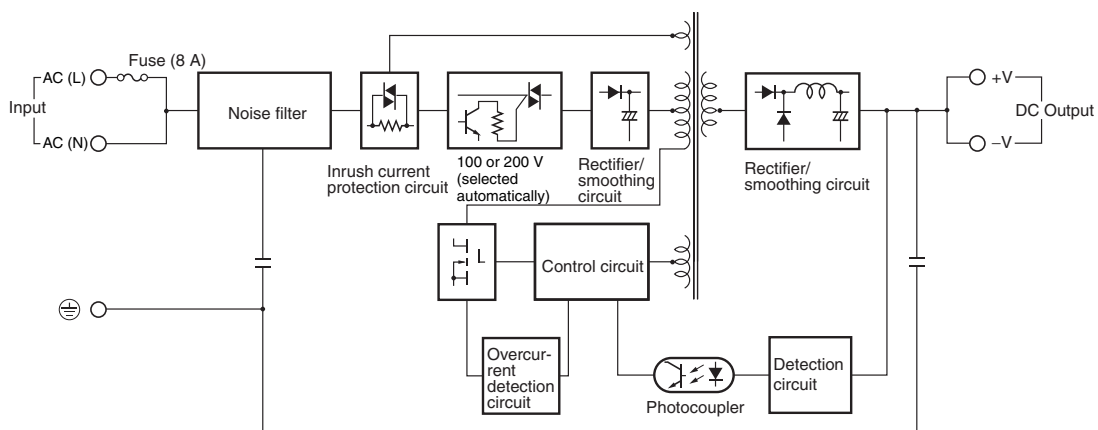 Fuse (8 A)
AC (L)
Input
AC (N)
Noise filter
Inrush current
protection circuit
100 or 200 V
(selected
automatically)
Rectifier/
smoothing
circuit
Rectifier/
smoothing circuit
+V
DC Output
−V
Control circuit
Overcur-
rent
detection
circuit
Photocoupler
Detection
circuit